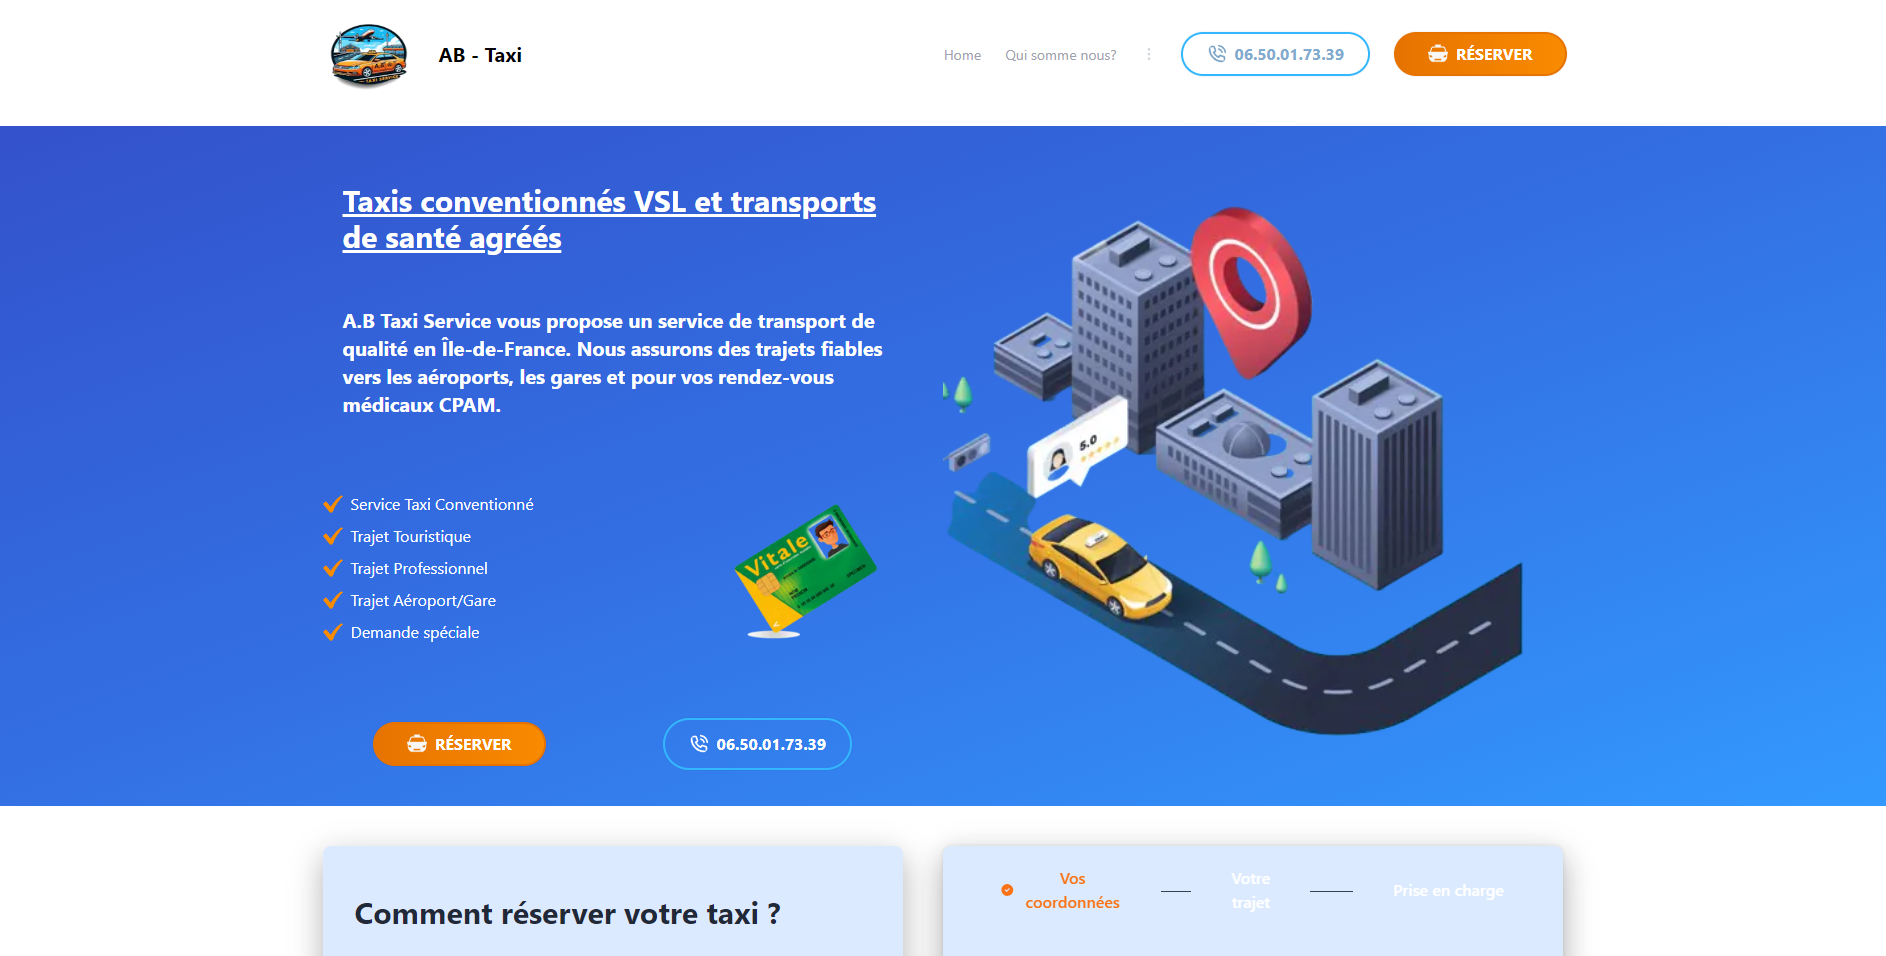 AB - Taxi
Home
Qui somme nous?
06.50.01.73.39
RÉSERVER
Taxis conventionnés VSL et transports
de santé agréés
A.B Taxi Service vous propose un service de transport de
qualité en Île-de-France. Nous assurons des trajets fiables
vers les aéroports, les gares et pour vos rendez-vous
médicaux CPAM.
Service Taxi Conventionné
Trajet Touristique
Trajet Professionnel
Trajet Aéroport/Gare
Demande spéciale
Vitale
5.0
RÉSERVER
06.50.01.73.39
Comment réserver votre taxi ?
Vos
coordonnées
Votre
trajet
Prise en charge